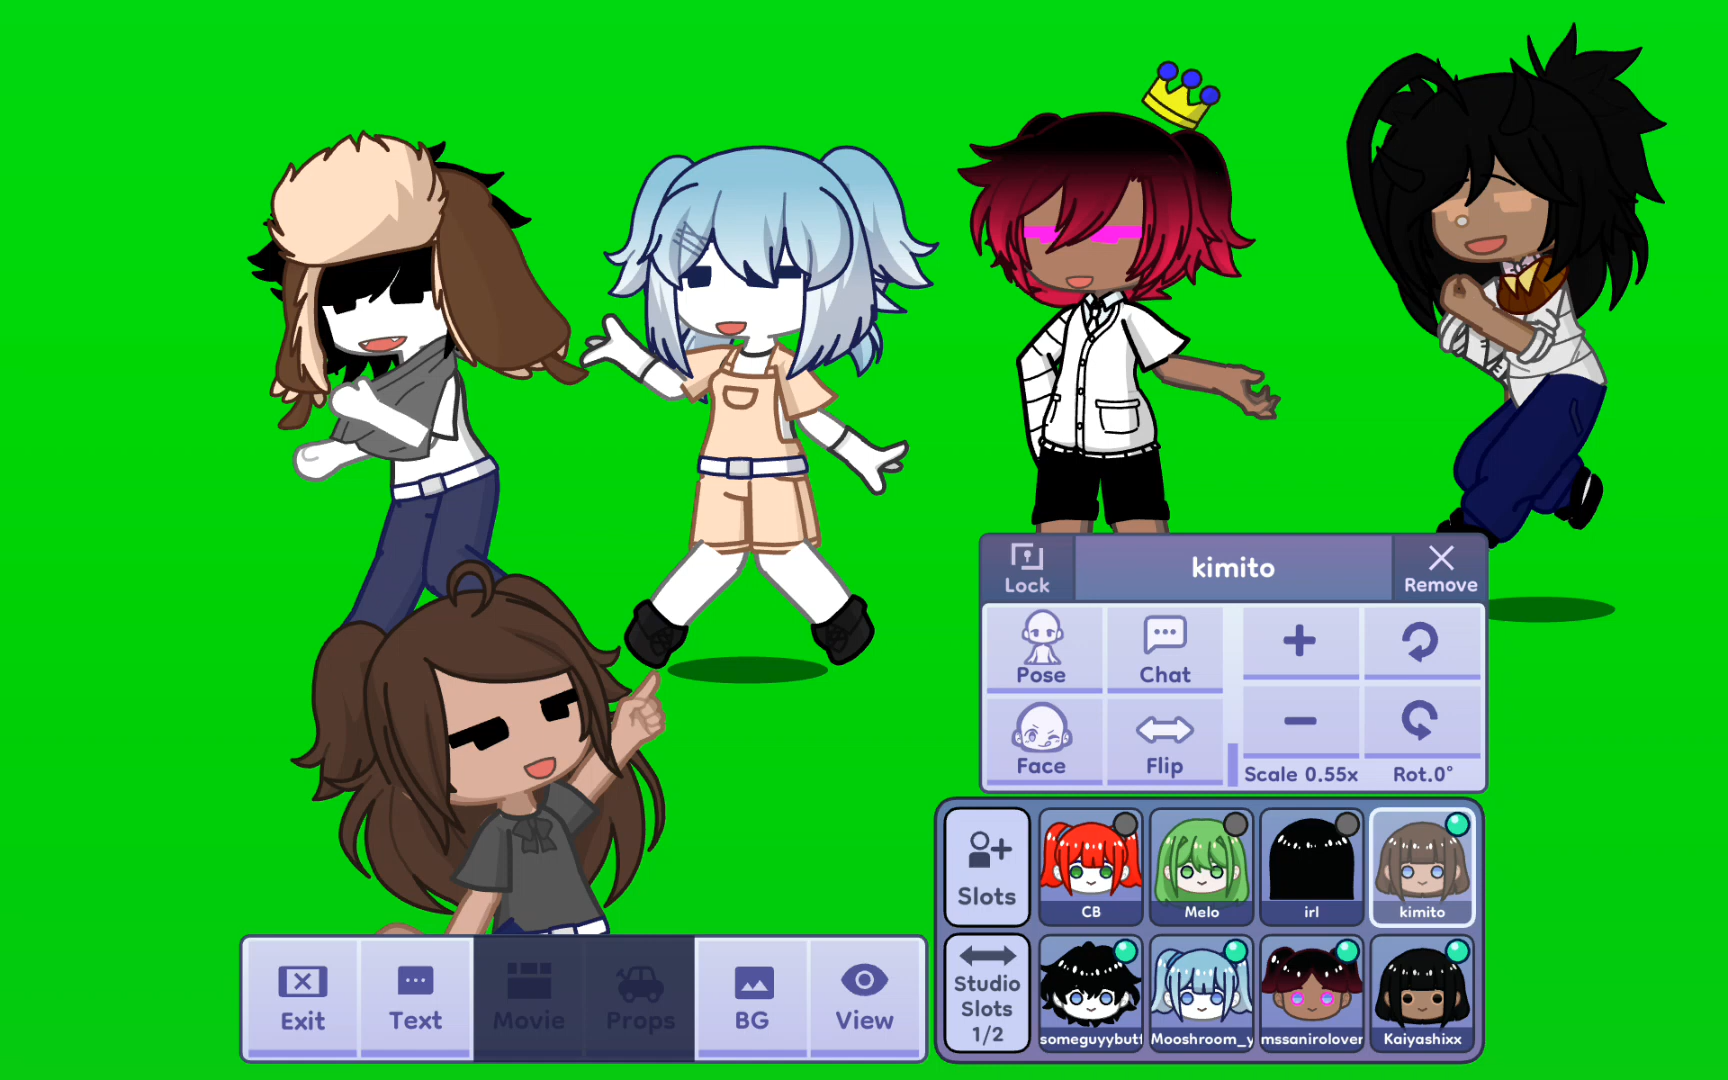 Lock
kimito
Remove
Pose
Chat
Face
Flip
Scale 0.55x
Rot.0°
Slots
CB
Melo
irl
kimito
Studio
Slots
1/2
someguyybutt
Mooshroom_y
mssanirolover
Kaiyashixx
Exit
Text
Movie
Props
BG
View